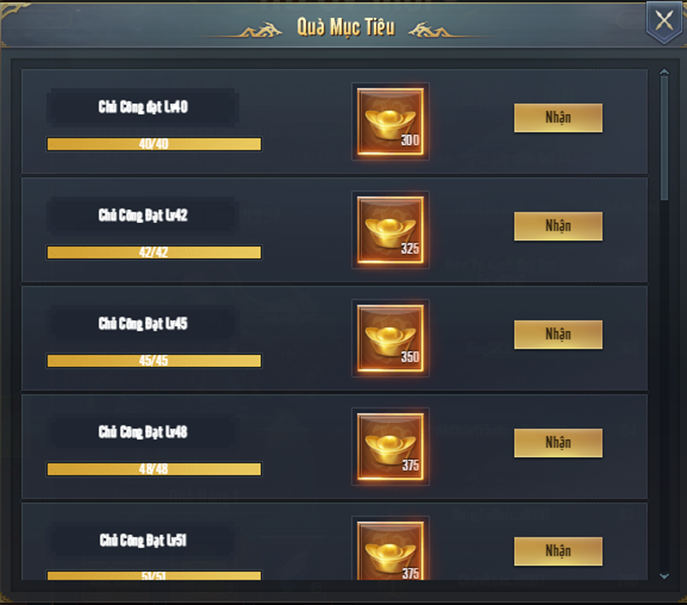 Quà Mục Tiêu
Chủ Công đạt Lv40
300
Nhận
40/40
Chủ Công Đạt Lv42
325
Nhận
42/42
Chủ Công Đạt Lv45
350
Nhận
45/45
Chủ Công Đạt Lv48
375
Nhận
48/48
Chủ Công Đạt Lv51
375
Nhận
51/51